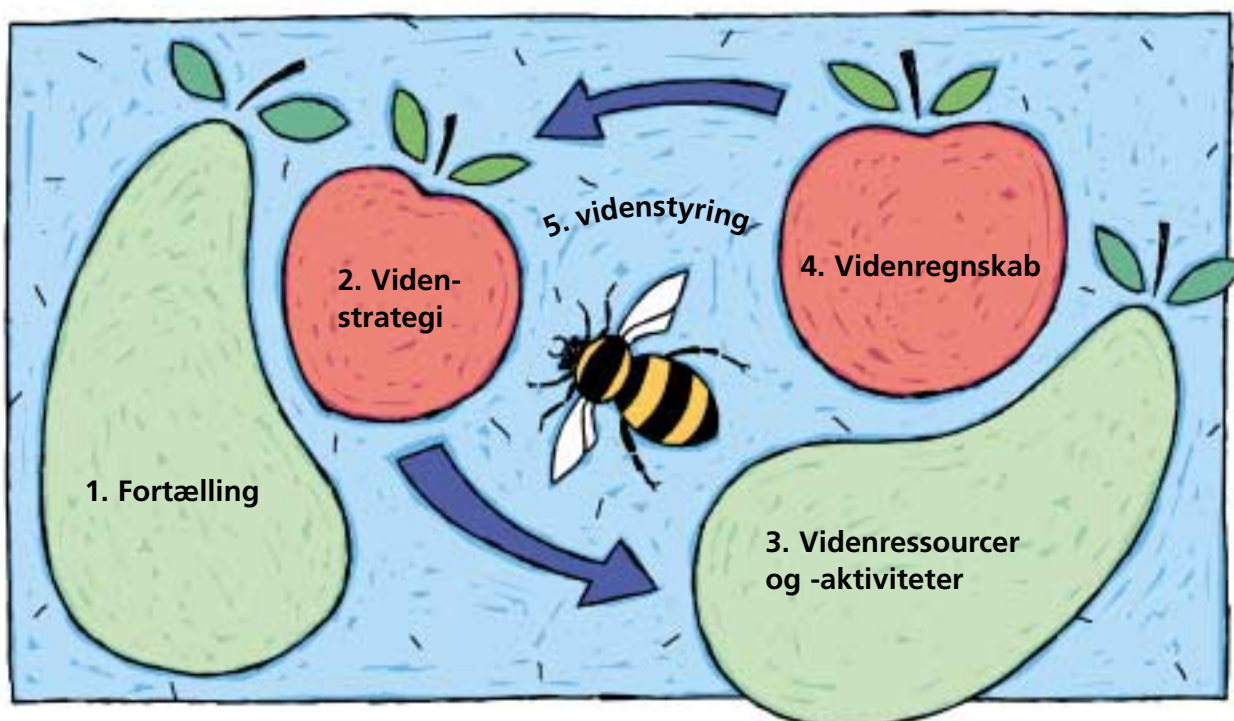 1. Fortælling
2. Viden-
strategi
3. Videnressourcer
og -aktiviteter
4. Videnregnskab
5. videnstyring